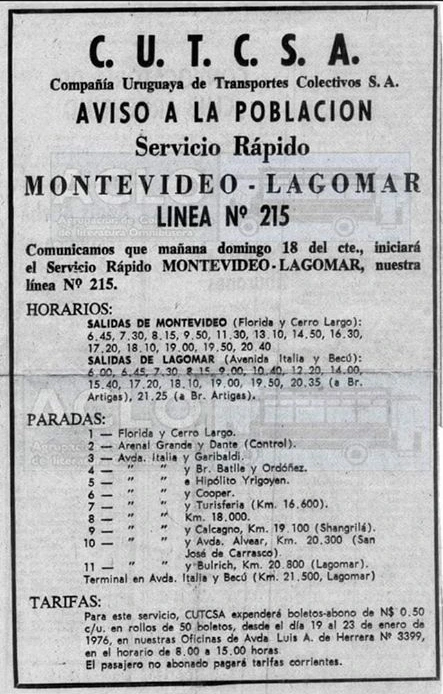 C. U. T. C. S. A.
Compañía Uruguaya de Transportes Colectivos S. A.
AVISO A LA POBLACION
Servicio Rápido
MONTEVIDEO - LAGOMAR
LINEA Nº 215
Comunicamos que mañana domingo 18 del cte., iniciará
el Servicio Rápido MONTEVIDEO-LAGOMAR, nuestra
línea Nº 215.
HORARIOS:
SALIDAS DE MONTEVIDEO (Florida y Cerro Largo):
6.45, 7.30, 8.15, 9.50, 11.30, 13.10, 14.50, 16.30,
17.20, 18.10, 19.00, 19.50, 20.40.
SALIDAS DE LAGOMAR (Avenida Italia y Becú):
6.00, 6.45, 7.30, 8.15, 9.00, 10.40, 12.20, 14.00,
15.40, 17.20, 18.10, 19.00, 19.50, 20.35 (a Br.
Artigas), 21.25 (a Br. Artigas).
PARADAS:
1 — Florida y Cerro Largo.
2 — Arenal Grande y Dante (Control).
3 — Avda. Italia y Garibaldi.
4 — " " y Br. Batlle y Ordóñez.
5 — " " e Hipólito Yrigoyen.
6 — " " y Cooper.
7 — " " y Turisferia (Km. 16.600).
8 — " " Km. 18.000.
9 — " " y Calcagno, Km. 19.100 (Shangrilá).
10 — " " y Avda. Alvear, Km. 20.300 (San
José de Carrasco).
11 — " " y Bulrich, Km. 20.800 (Lagomar).
Terminal en Avda. Italia y Becú (Km. 21.500, Lagomar)
TARIFAS:
Para este servicio, CUTCSA expenderá boletos-abono de N$ 0.50
c/u. en rollos de 50 boletos, desde el día 19 al 23 de enero de
1976, en nuestras Oficinas de Avda Luis A. de Herrera Nº 3399,
en el horario de 8.00 a 15.00 horas.
El pasajero no abonado pagará tarifas corrientes.